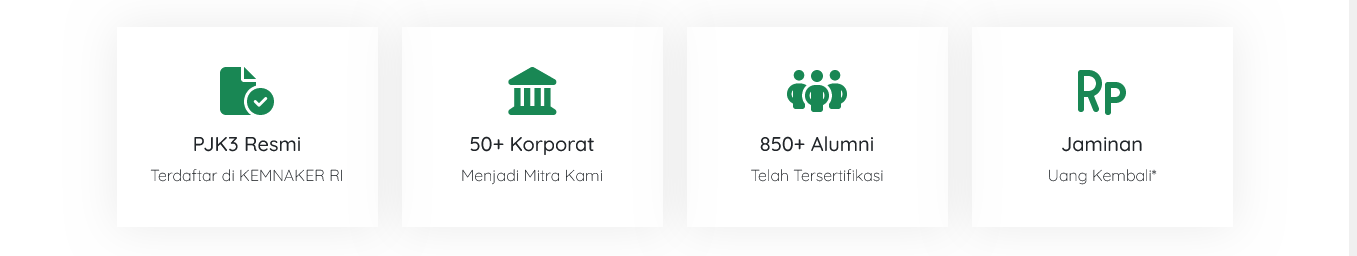 Rp
PJK3 Resmi
Terdaftar di KEMNAKER RI
50+ Korporat
Menjadi Mitra Kami
850+ Alumni
Telah Tersertifikasi
Jaminan
Uang Kembali*